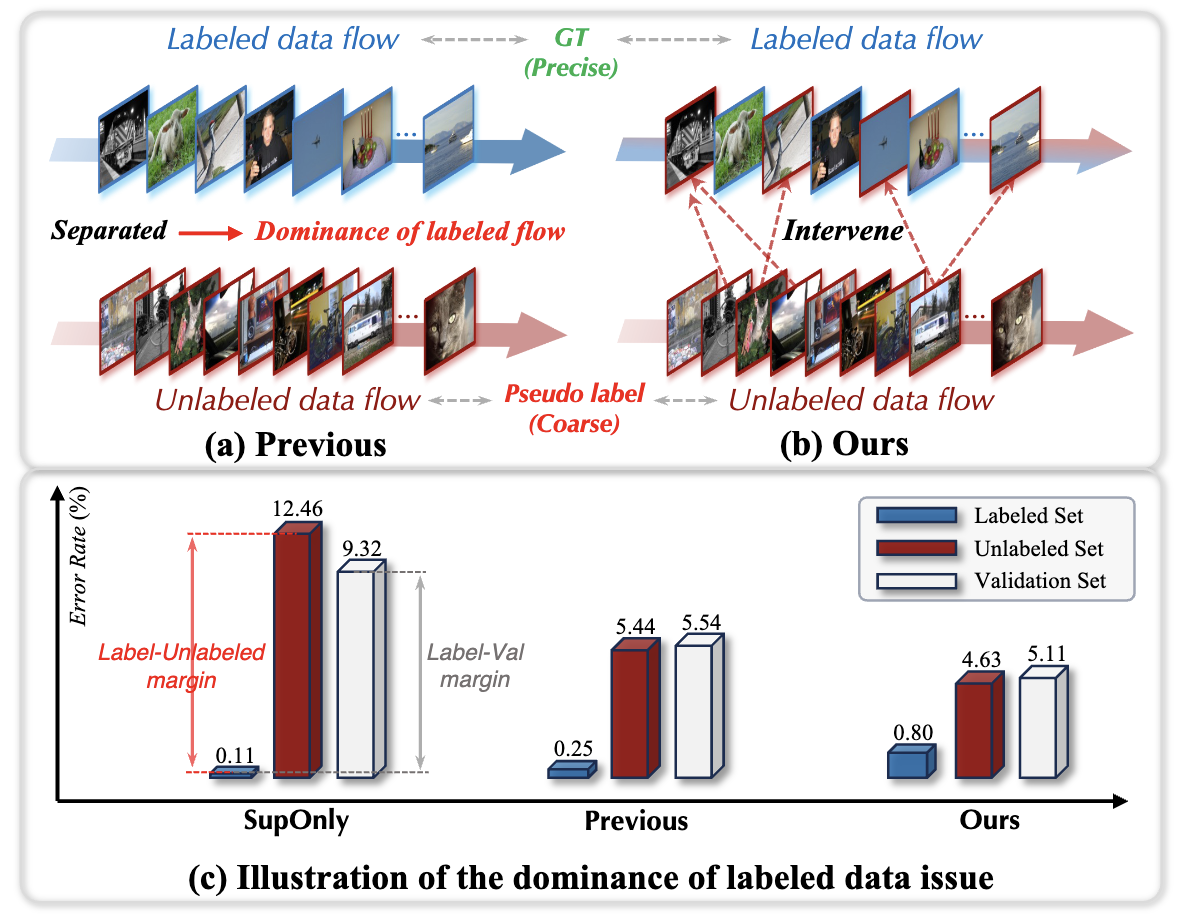 Labeled data flow
GT
(Precise)
Labeled data flow
...
...
Separated
Dominance of labeled flow
Intervene
...
...
Unlabeled data flow
Pseudo label
(Coarse)
Unlabeled data flow
(a) Previous
(b) Ours
Error Rate (%)
12.46
9.32
0.11
Label-Unlabeled
margin
Label-Val
margin
5.44
5.54
0.25
4.63
5.11
0.80
Labeled Set
Unlabeled Set
Validation Set
SupOnly
Previous
Ours
(c) Illustration of the dominance of labeled data issue